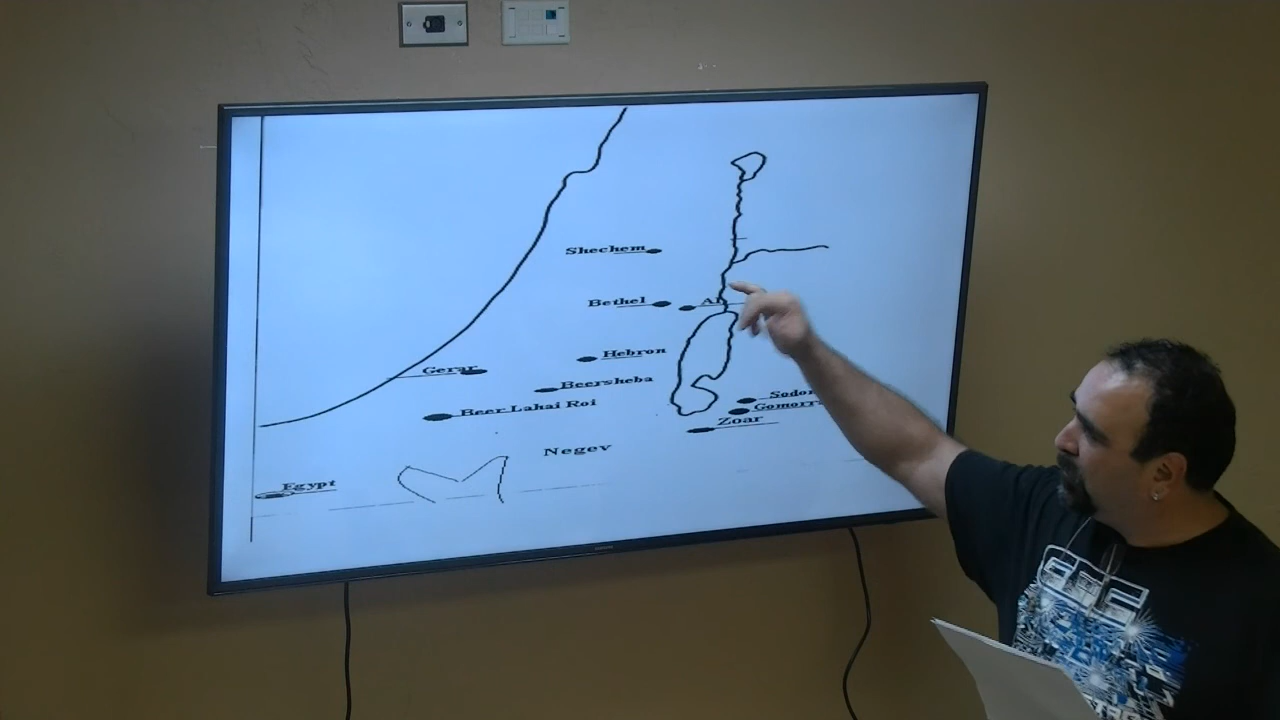 Shechem
Bethel
Hebron
Gerar
Beersheba
Beer Lahai Roi
Zoar
Negev
Egypt